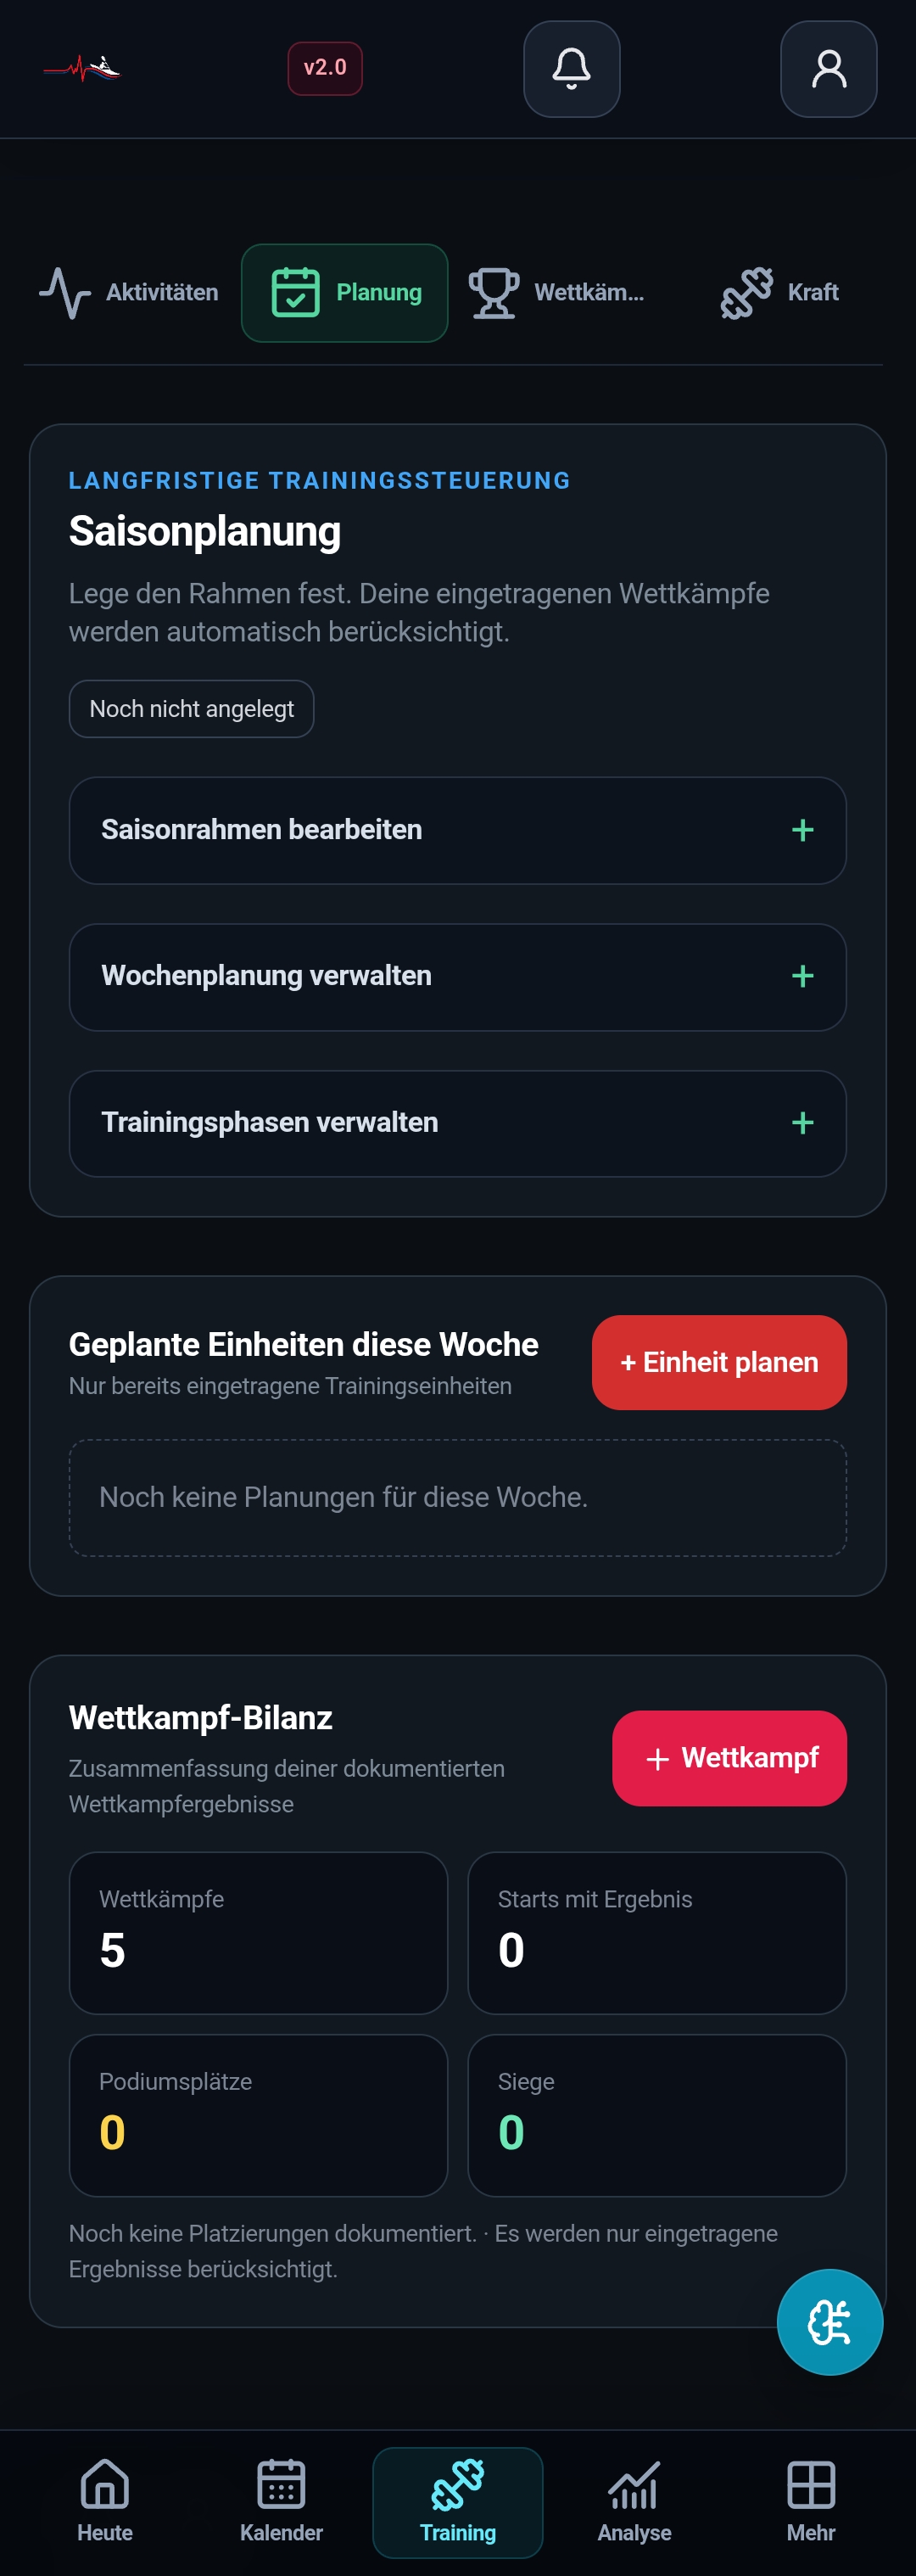 v2.0
Aktivitäten
Planung
Wettkäm...
Kraft
LANGFRISTIGE TRAININGSSTEUERUNG
Saisonplanung
Lege den Rahmen fest. Deine eingetragenen Wettkämpfe
werden automatisch berücksichtigt.
Noch nicht angelegt
Saisonrahmen bearbeiten +
Wochenplanung verwalten +
Trainingsphasen verwalten +
Geplante Einheiten diese Woche
Nur bereits eingetragene Trainingseinheiten
+ Einheit planen
Noch keine Planungen für diese Woche.
Wettkampf-Bilanz
Zusammenfassung deiner dokumentierten
Wettkampfergebnisse
+ Wettkampf
Wettkämpfe
5
Starts mit Ergebnis
0
Podiumsplätze
0
Siege
0
Noch keine Platzierungen dokumentiert. · Es werden nur eingetragene
Ergebnisse berücksichtigt.
Heute
Kalender
Training
Analyse
Mehr